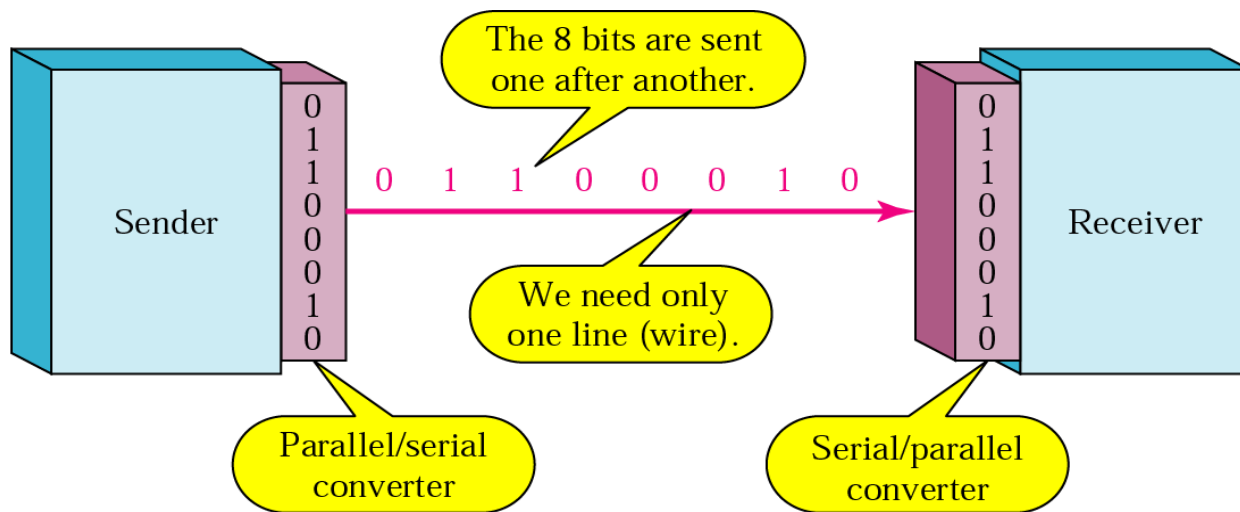 The 8 bits are sent
one after another.
0
1
1
0
0
0
1
0
0 1 1 0 0 0 1 0
0
1
1
0
0
0
1
0
Sender
Receiver
We need only
one line (wire).
Parallel/serial
converter
Serial/parallel
converter